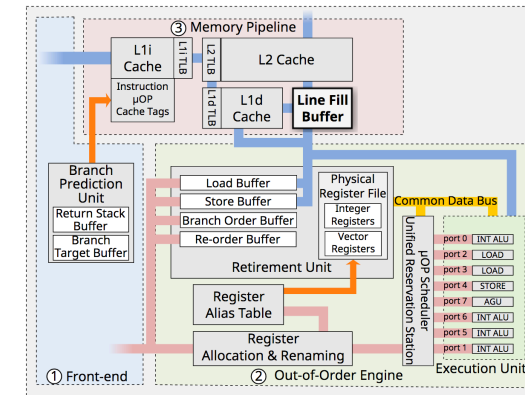 ③ Memory Pipeline
L1i
Cache
L1i TLB
L2 TLB
L2 Cache
Instruction
μOP
Cache Tags
L1d TLB
L1d
Cache
Line Fill
Buffer
Branch
Prediction
Unit
Return Stack
Buffer
Branch
Target Buffer
Load Buffer
Store Buffer
Branch Order Buffer
Re-order Buffer
Physical
Register File
Integer
Registers
Vector
Registers
Retirement Unit
Register
Alias Table
Register
Allocation & Renaming
Common Data Bus
μOP Scheduler
Unified Reservation Station
port 0 INT ALU
port 2 LOAD
port 3 LOAD
port 4 STORE
port 7 AGU
port 6 INT ALU
port 5 INT ALU
port 1 INT ALU
Execution Unit
① Front-end
② Out-of-Order Engine